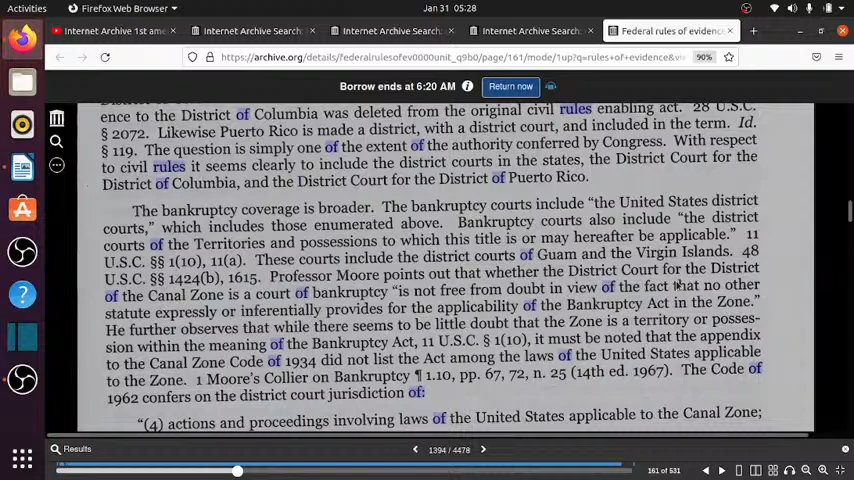 Activities
Firefox Web Browser
Jan 31 05:28
Internet Archive 1st ame
Internet Archive Search: 
Internet Archive Search: 
Internet Archive Search: 
Federal rules of evidence
https://archive.org/details/federalrulesofev0000unit_q9b0/page/161/mode/1up?q=rules+of+evidence&vi
90%
Borrow ends at 6:20 AM
Return now
ence to the District of Columbia was deleted from the original civil rules enabling act. 28 U.S.C.
§ 2072. Likewise Puerto Rico is made a district, with a district court, and included in the term. Id.
§ 119. The question is simply one of the extent of the authority conferred by Congress. With respect
to civil rules it seems clearly to include the district courts in the states, the District Court for the
District of Columbia, and the District Court for the District of Puerto Rico.
The bankruptcy coverage is broader. The bankruptcy courts include “the United States district
courts,” which includes those enumerated above. Bankruptcy courts also include “the district
courts of the Territories and possessions to which this title is or may hereafter be applicable.” 11
U.S.C. §§ 1(10), 11(a). These courts include the district courts of Guam and the Virgin Islands. 48
U.S.C. §§ 1424(b), 1615. Professor Moore points out that whether the District Court for the District
of the Canal Zone is a court of bankruptcy “is not free from doubt in view of the fact that no other
statute expressly or inferentially provides for the applicability of the Bankruptcy Act in the Zone.”
He further observes that while there seems to be little doubt that the Zone is a territory or posses-
sion within the meaning of the Bankruptcy Act, 11 U.S.C. § 1(10), it must be noted that the appendix
to the Canal Zone Code of 1934 did not list the Act among the laws of the United States applicable
to the Zone. 1 Moore’s Collier on Bankruptcy ¶ 1.10, pp. 67, 72, n. 25 (14th ed. 1967). The Code of
1962 confers on the district court jurisdiction of:
“(4) actions and proceedings involving laws of the United States applicable to the Canal Zone;
Results
1394 / 4478
161 of 531